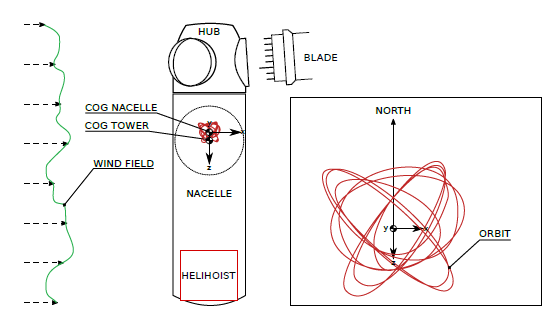 HUB
BLADE
COG NACELLE
COG TOWER
y
x
z
WIND FIELD
NACELLE
HELIHOIST
NORTH
y
x
z
ORBIT